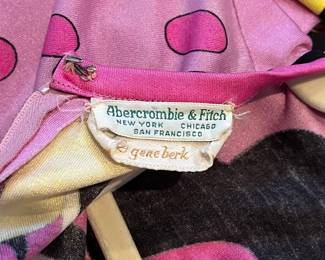 Abercrombie & Fitch
NEW YORK CHICAGO
SAN FRANCISCO
gene berk